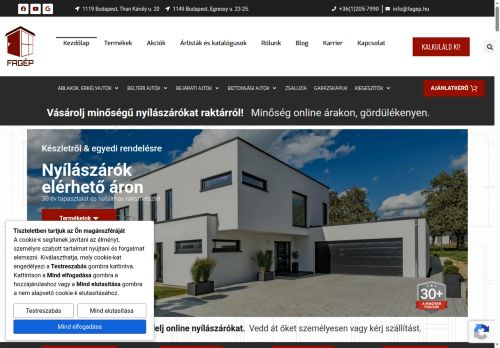 1119 Budapest, Than Károly u. 20
1149 Budapest, Egressy u. 23-25.
+36(1)205-7990
info@fagep.hu
FAGÉP
Kezdőlap
Termékek
Akciók
Árlisták és katalógusok
Rólunk
Blog
Karrier
Kapcsolat
KALKULÁLD KI!
ABLAKOK, ERKÉLYAJTÓK
BELTÉRI AJTÓK
BEJÁRATI AJTÓK
BIZTONSÁGI AJTÓK
ZSALUZIA
GARÁZSKAPUK
KIEGÉSZÍTŐK
AJÁNLATKÉRŐ
Vásárolj minőségű nyílászárókat raktárról! Minőség online árakon, gördülékenyen.
Készletről & egyedi rendelésre
Nyílászárók
elérhető áron
30 év tapasztalat és hatalmas raktárkészlet
Termékeink
30+
A MAGYAR
PIACON
Tiszteletben tartjuk az Ön magánszféráját
A cookie-k segítenek javítani az élményt,
személyre szabott tartalmat nyújtani és forgalmat
elemezni. Kiválaszthatja, mely cookie-kat
engedélyezi a Testreszabás gombra kattintva.
Kattintson a Mind elfogadása gombra a
hozzájáruláshoz vagy a Mind elutasítása gombra
a nem alapvető cookie-k elutasításához.
Testreszabás
Mind elutasítása
Mind elfogadása
delj online nyílászárókat. Vedd át őket személyesen vagy kérj szállítást.